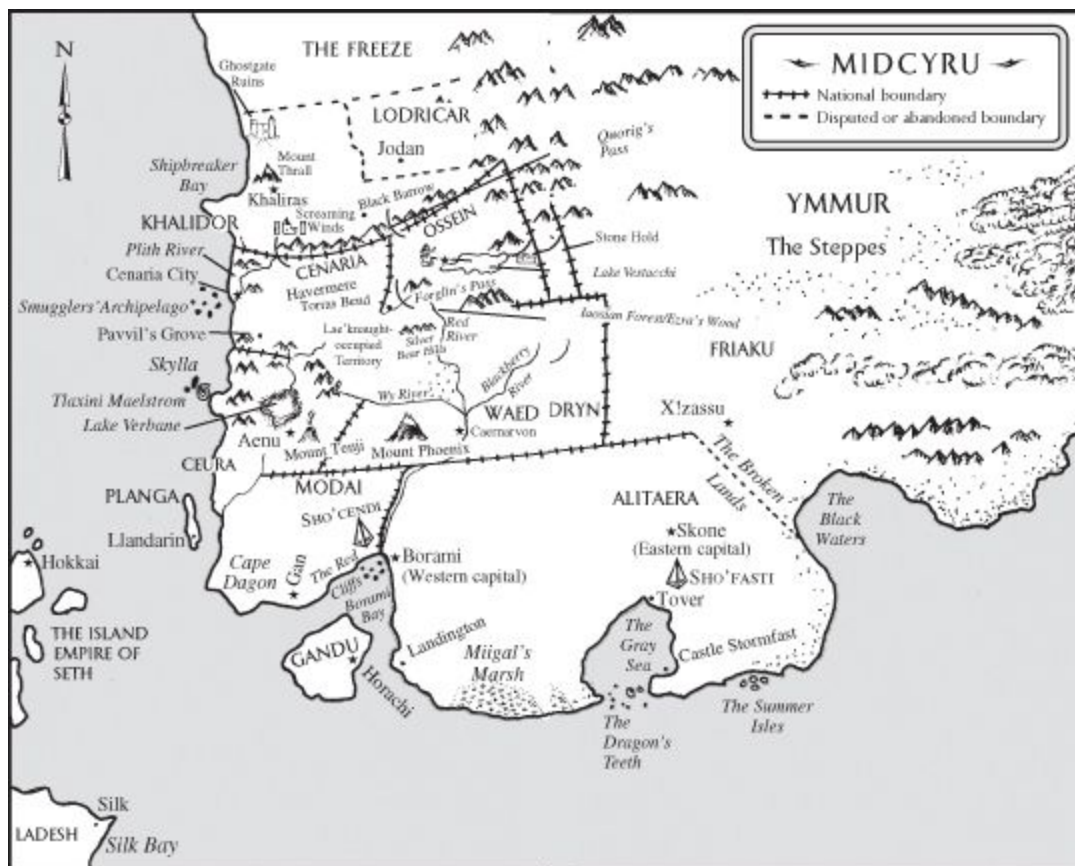 N
THE FREEZE
Ghostgate
Ruins
MIDCYRU
National boundary
Disputed or abandoned boundary
LODRICAR
Jodan
Quorig's
Pass
Shipbreaker
Bay
Mount
Thrall
Khaliras
Black Barrow
KHALIDOR
Screaming
Winds
OSSEIN
YMMUR
The Steppes
Plith River
CENARIA
Stone Hold
Cenaria City
Havermere
Torras Bend
Forglin's Pass
Lake Vestacchi
Smugglers' Archipelago
Pavvil's Grove
Lae'knaught-
occupied
Territory
Silver
Bear Hills
Red
River
Iaosian Forest/Ezra's Wood
FRIAKU
Skylla
Blackberry
River
Tlaxini Maelstrom
Wy River
Lake Verbane
WAEDDRYN
X!zassu
Aenu
Mount Tenji
Mount Phoenix
Caernarvon
CEURA
The Broken
Lands
PLANGA
MODAI
ALITAERA
Sho'cendi
Skone
(Eastern capital)
The
Black
Waters
Llandarin
Hokkai
Cape
Dagon
Gan
The Red
Cliffs
Borami
(Western capital)
Sho'fasti
Borami
Bay
Tover
THE ISLAND
EMPIRE OF
SETH
GANDU
Horachi
Landington
Miigal's
Marsh
The
Gray
Sea
Castle Stormfast
The Summer
Isles
The
Dragon's
Teeth
Silk
LADESH
Silk Bay